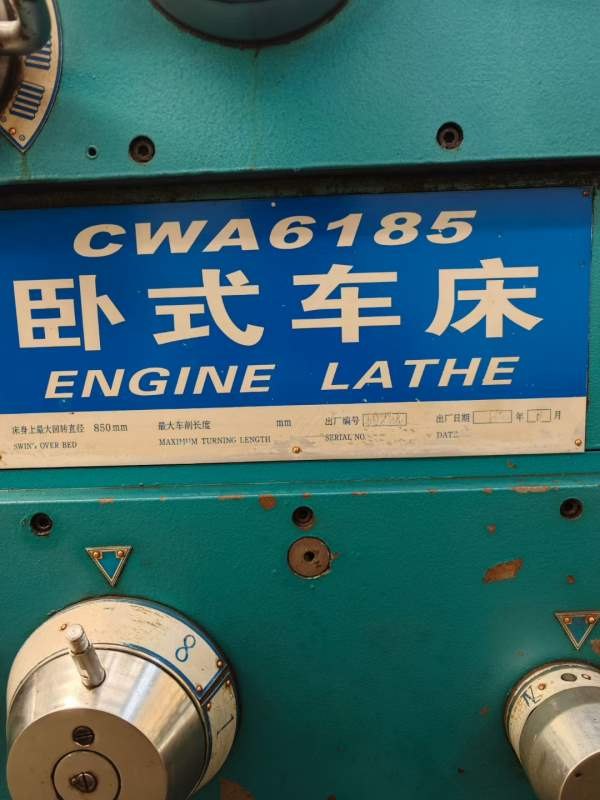 CWA6185
卧式车床
ENGINE LATHE
床身上最大回转直径 850mm 最大车削长度 mm 出厂编号 出厂日期 年 月
SWING OVER BED MAXIMUM TURNING LENGTH SERIAL NO DATE
8
1
N